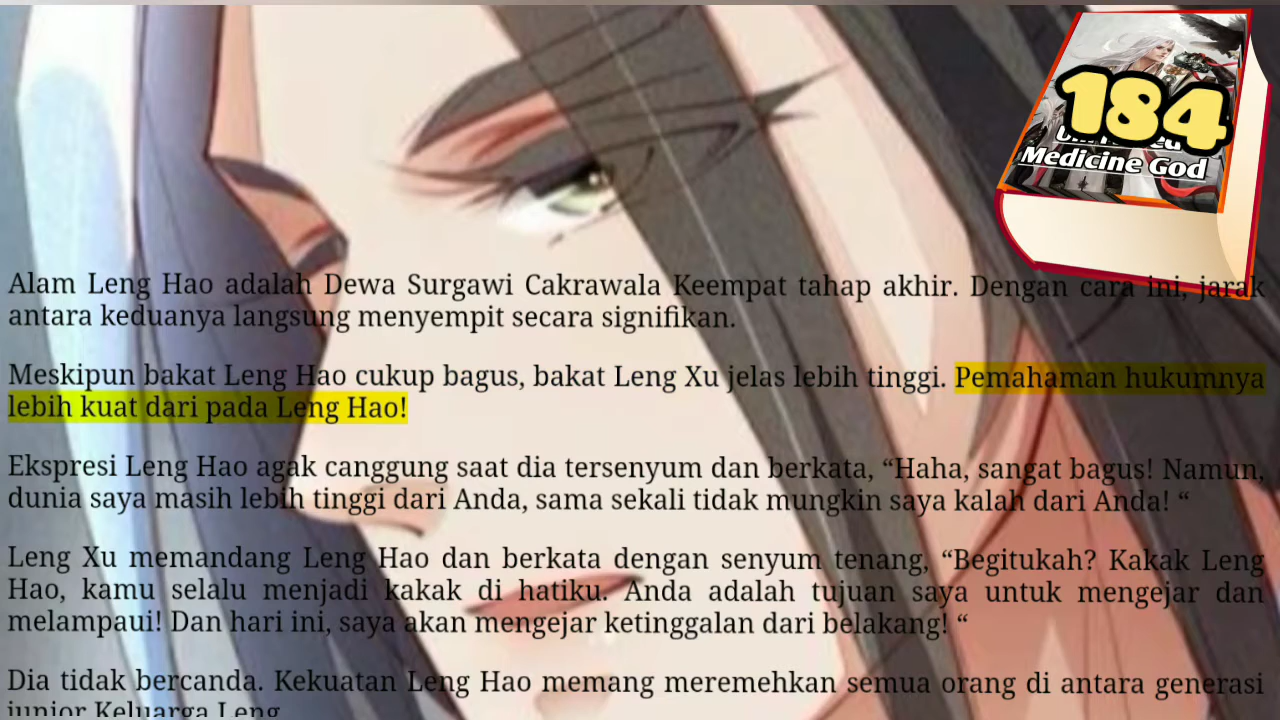 184
Medicine God
Alam Leng Hao adalah Dewa Surgawi Cakrawala Keempat tahap akhir. Dengan cara ini, jarak
antara keduanya langsung menyempit secara signifikan.
Meskipun bakat Leng Hao cukup bagus, bakat Leng Xu jelas lebih tinggi. Pemahaman hukumnya
lebih kuat dari pada Leng Hao!
Ekspresi Leng Hao agak canggung saat dia tersenyum dan berkata, “Haha, sangat bagus! Namun,
dunia saya masih lebih tinggi dari Anda, sama sekali tidak mungkin saya kalah dari Anda! “
Leng Xu memandang Leng Hao dan berkata dengan senyum tenang, “Begitukah? Kakak Leng
Hao, kamu selalu menjadi kakak di hatiku. Anda adalah tujuan saya untuk mengejar dan
melampaui! Dan hari ini, saya akan mengejar ketinggalan dari belakang! “
Dia tidak bercanda. Kekuatan Leng Hao memang meremehkan semua orang di antara generasi
junior Keluarga Leng